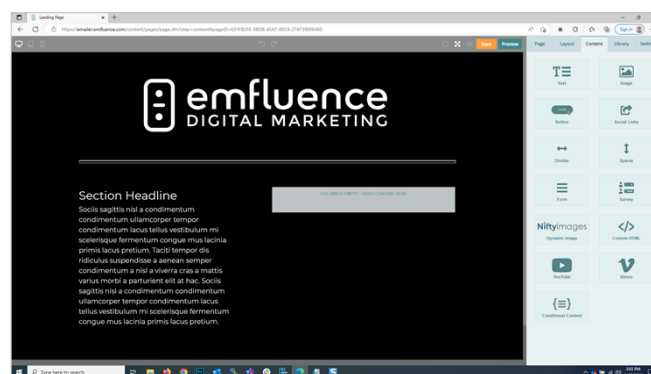 Landing Page
Sign in
Save
Preview
Page
Layout
Content
Library
emfluence
DIGITAL MARKETING
Section Headline
Sociis sagittis nisl a condimentum
condimentum ullamcorper tempor
condimentum lacus tellus vestibulum mi
scelerisque fermentum congue mus lacinia
primis lacus pretium. Taciti tempor dis
ridiculus suspendisse a aenean semper
condimentum a nisl a viverra cras a mattis
varius morbi a parturient elit at hac. Sociis
sagittis nisl a condimentum condimentum
ullamcorper tempor condimentum lacus
tellus vestibulum mi scelerisque fermentum
congue mus lacinia primis lacus pretium.
Text
Image
Button
Social Links
Divider
Spacer
Form
Survey
NiftyImages
Dynamic Image
Custom HTML
YouTube
Vimeo
Conditional Content
Type here to search